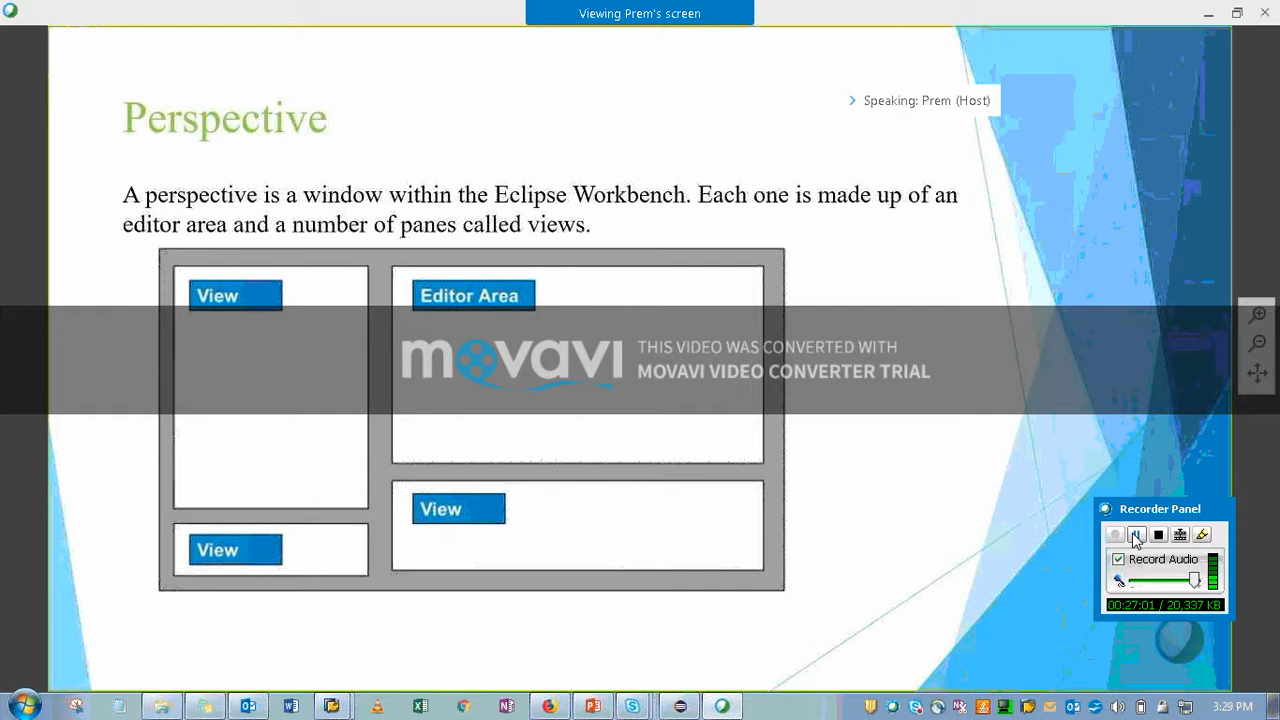 Viewing Prem's screen
Speaking: Prem (Host)
Perspective
A perspective is a window within the Eclipse Workbench. Each one is made up of an
editor area and a number of panes called views.
View
Editor Area
movavi
THIS VIDEO WAS CONVERTED WITH
MOVAVI VIDEO CONVERTER TRIAL
View
View
Recorder Panel
Record Audio
00:27:01 / 20,337 KB
3:29 PM